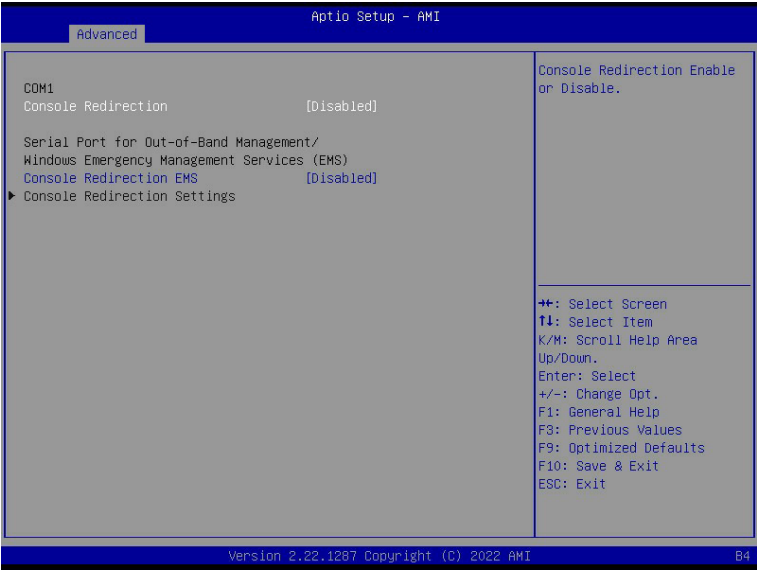 Aptio Setup - AMI
Advanced
COM1
Console Redirection [Disabled]
Serial Port for Out-of-Band Management/
Windows Emergency Management Services (EMS)
Console Redirection EMS [Disabled]
Console Redirection Settings
Console Redirection Enable
or Disable.
→←: Select Screen
↑↓: Select Item
K/M: Scroll Help Area
Up/Down.
Enter: Select
+/-: Change Opt.
F1: General Help
F3: Previous Values
F9: Optimized Defaults
F10: Save & Exit
ESC: Exit
Version 2.22.1287 Copyright (C) 2022 AMI
B4